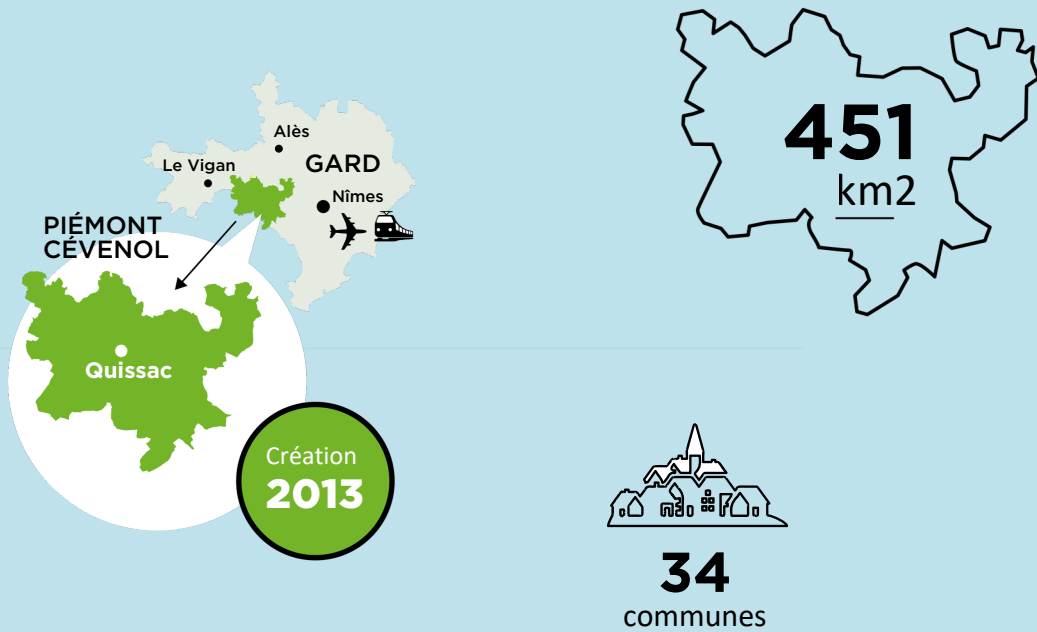 Alès
Le Vigan
GARD
Nîmes
PIÉMONT
CÉVENOL
Quissac
Création
2013
451
km2
34
communes